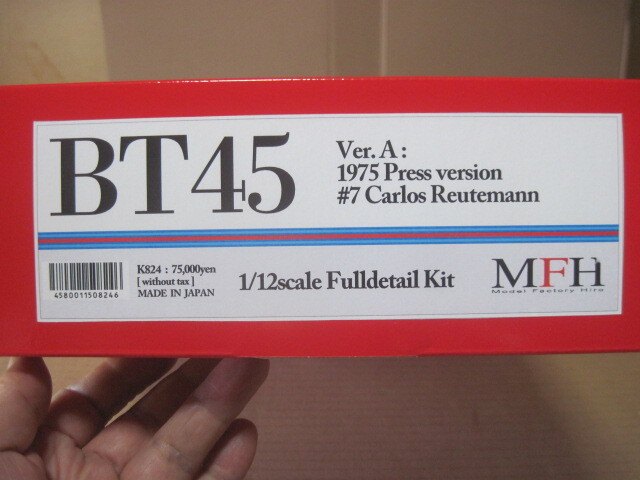 BT45
Ver. A :
1975 Press version
#7 Carlos Reutemann
4580011508246
K824 : 75,000yen
[ without tax ]
MADE IN JAPAN
1/12scale Fulldetail Kit
MFH
Model Factory Hiro